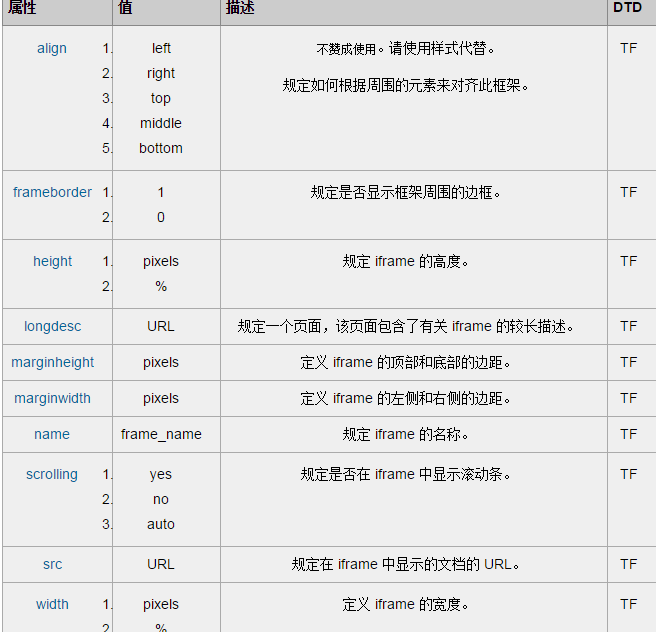 属性 值 描述 DTD
align 1. left 不赞成使用。请使用样式代替。 TF
2. right
规定如何根据周围的元素来对齐此框架。
3. top
4. middle
5. bottom
frameborder 1. 1 规定是否显示框架周围的边框。 TF
2. 0
height 1. pixels 规定 iframe 的高度。 TF
2. %
longdesc URL 规定一个页面，该页面包含了有关 iframe 的较长描述。 TF
marginheight pixels 定义 iframe 的顶部和底部的边距。 TF
marginwidth pixels 定义 iframe 的左侧和右侧的边距。 TF
name frame_name 规定 iframe 的名称。 TF
scrolling 1. yes 规定是否在 iframe 中显示滚动条。 TF
2. no
3. auto
src URL 规定在 iframe 中显示的文档的 URL。 TF
width 1. pixels 定义 iframe 的宽度。 TF
2. %